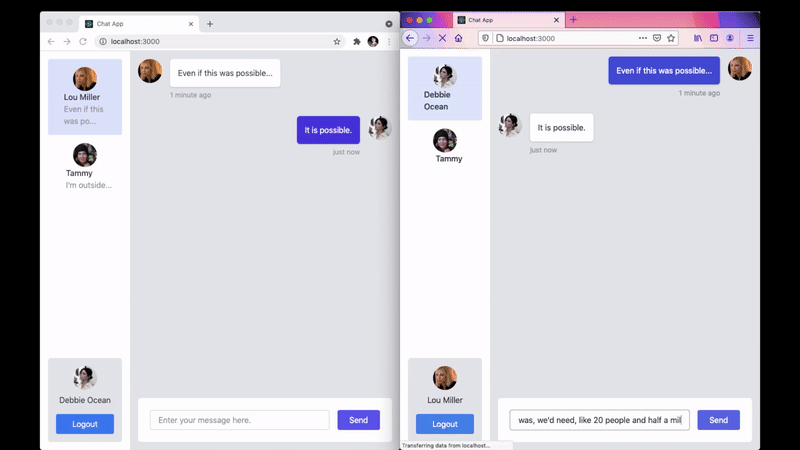 Chat App
localhost:3000
Lou Miller
Even if this
was po...
Tammy
I'm outside...
Even if this was possible...
1 minute ago
It is possible.
just now
Debbie Ocean
Logout
Enter your message here.
Send
Chat App
localhost:3000
Debbie
Ocean
Tammy
Even if this was possible...
1 minute ago
It is possible.
just now
Lou Miller
Logout
was, we'd need, like 20 people and half a mil
Send
Transferring data from localhost...